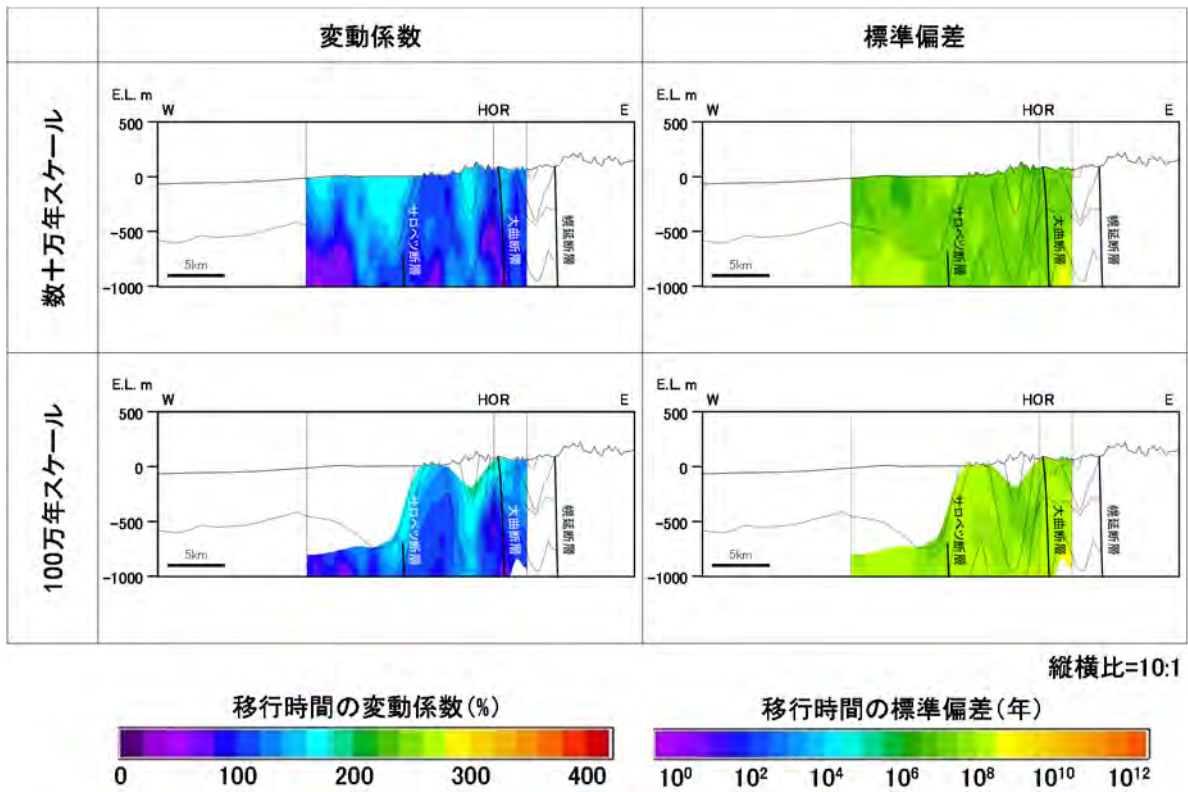 変動係数 標準偏差
数十万年スケール
E.L. m
W HOR E
500
0
-500
-1000
5km
サロベツ断層
大曲断層
幌延断層
E.L. m
W HOR E
500
0
-500
-1000
5km
サロベツ断層
大曲断層
幌延断層
100万年スケール
E.L. m
W HOR E
500
0
-500
-1000
5km
サロベツ断層
大曲断層
幌延断層
E.L. m
W HOR E
500
0
-500
-1000
5km
サロベツ断層
大曲断層
幌延断層
縦横比=10:1
移行時間の変動係数(%)
0 100 200 300 400
移行時間の標準偏差(年)
10⁰ 10² 10⁴ 10⁶ 10⁸ 10¹⁰ 10¹²